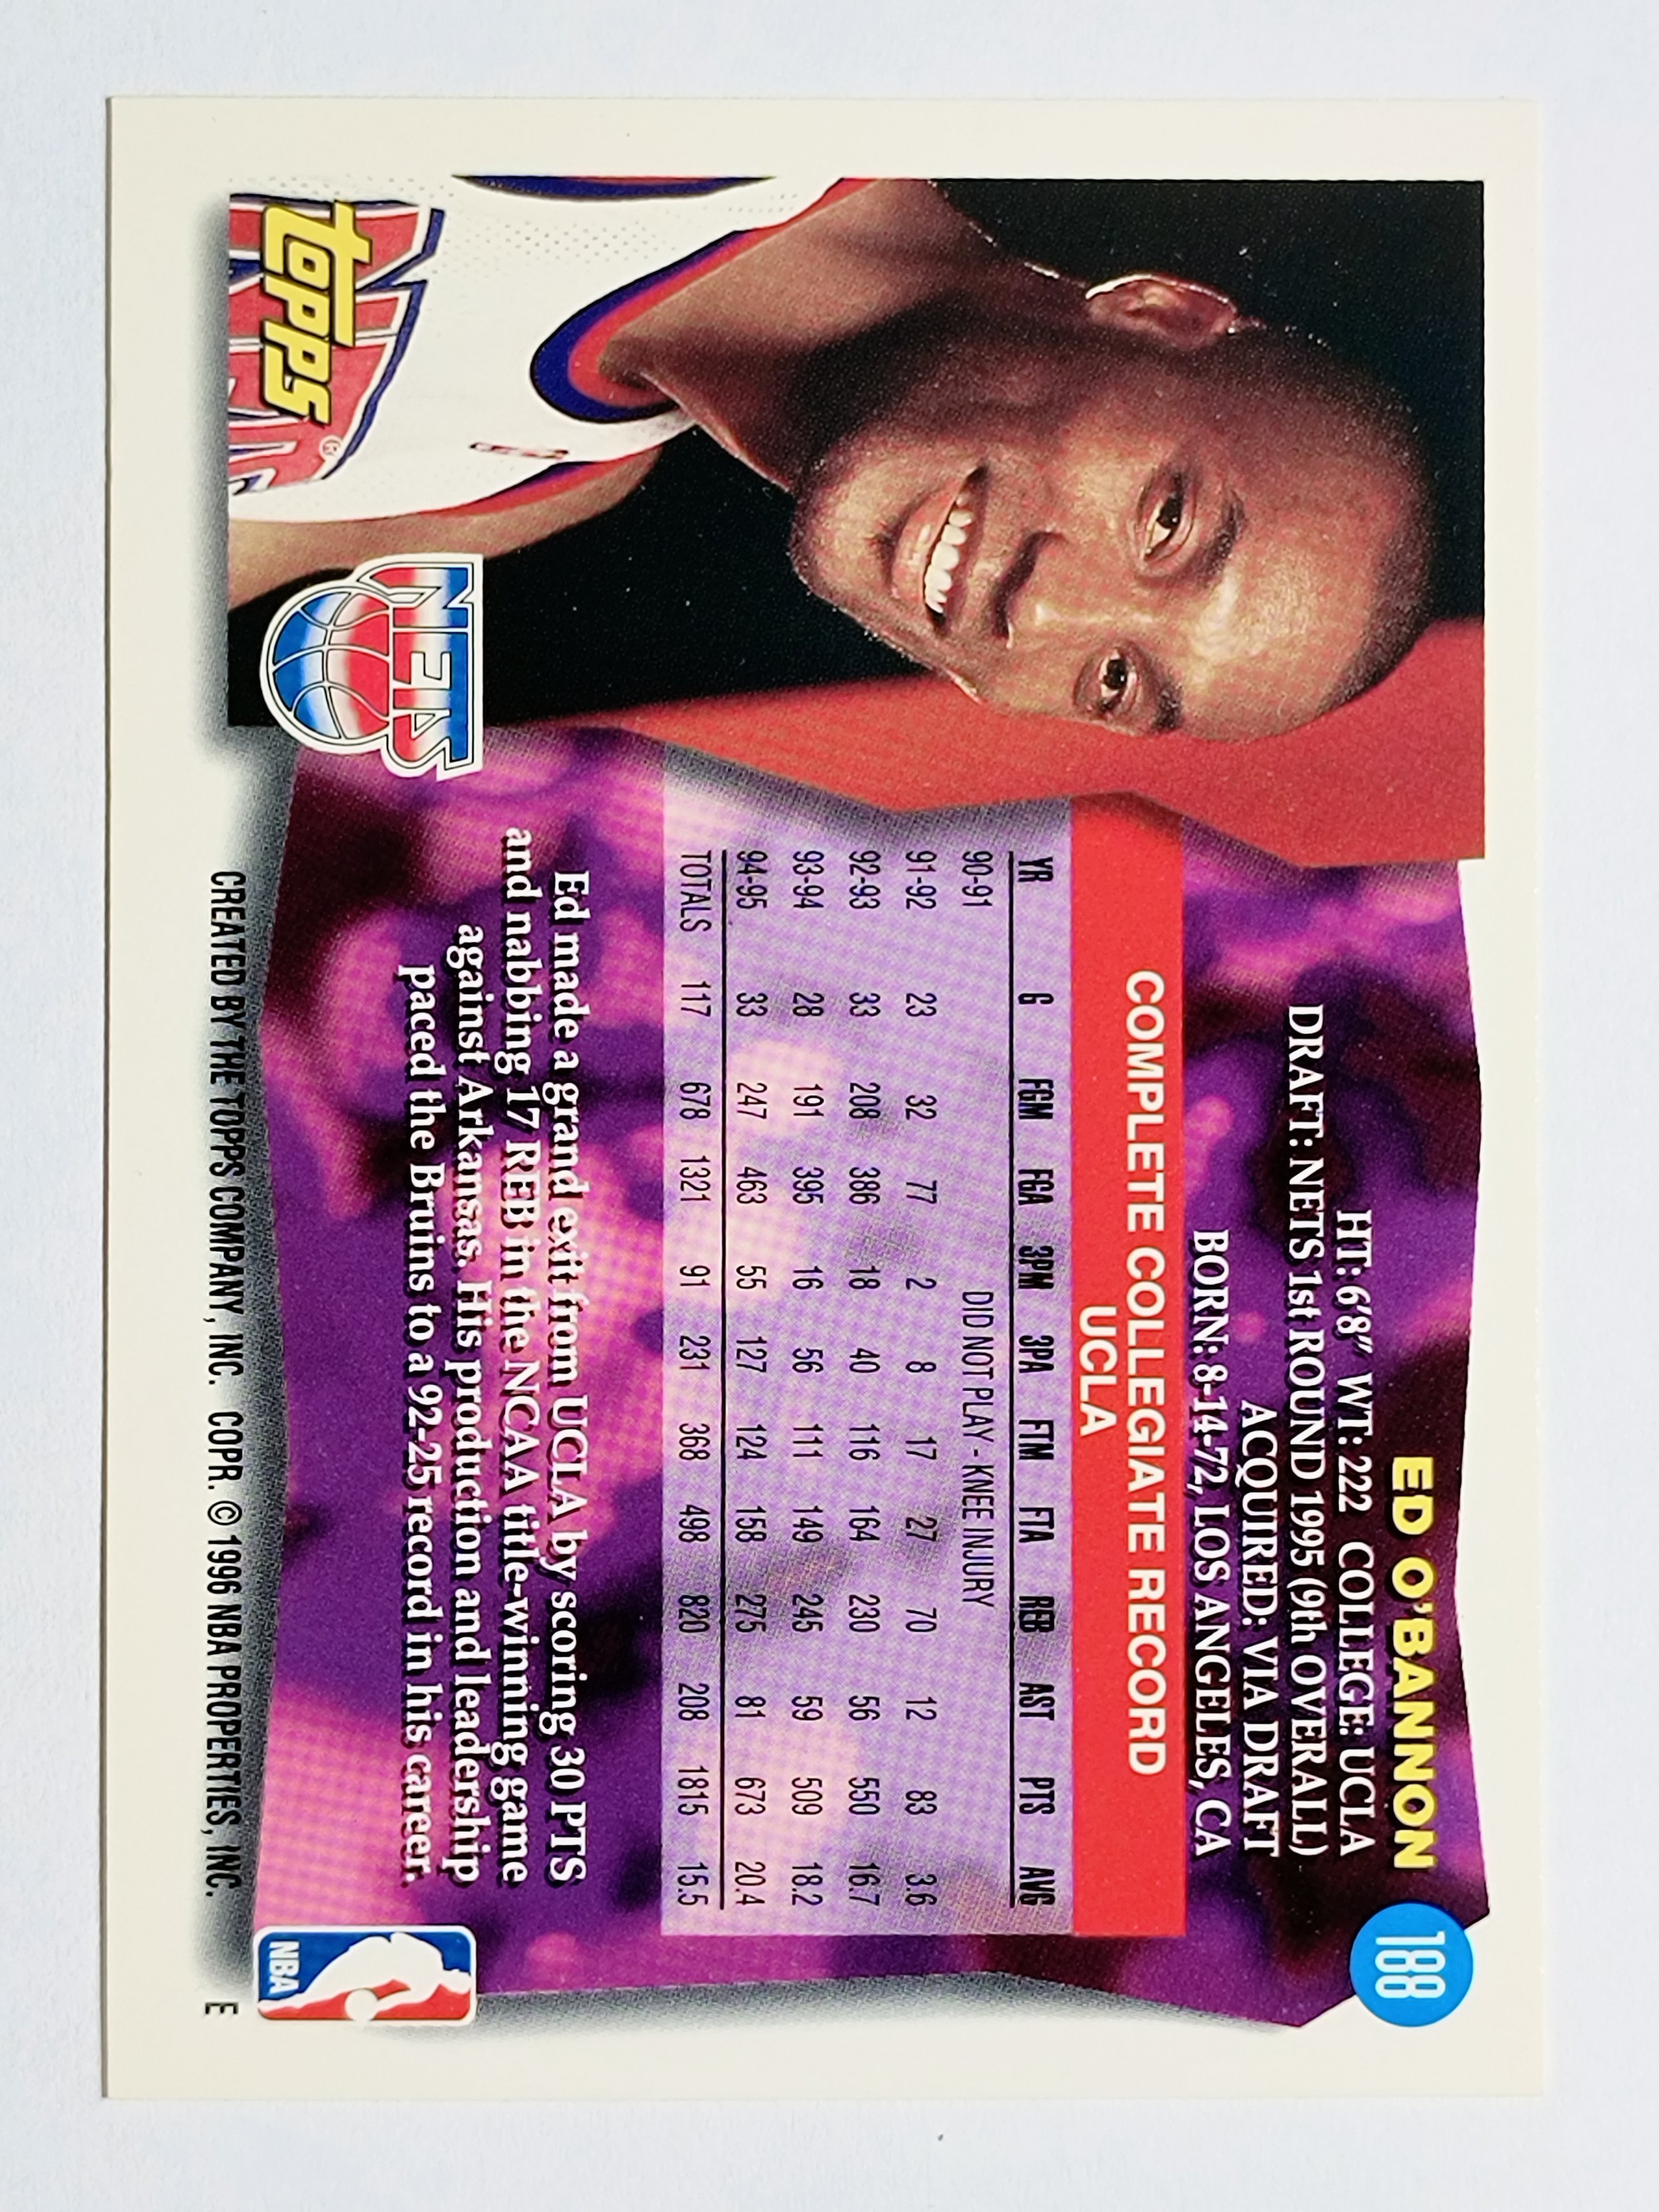 188
ED O'BANNON
HT: 6'8" WT: 222 COLLEGE: UCLA
DRAFT: NETS 1st ROUND 1995 (9th OVERALL)
ACQUIRED: VIA DRAFT
BORN: 8-14-72, LOS ANGELES, CA
COMPLETE COLLEGIATE RECORD
UCLA
YR G FGM FGA 3PM 3PA FTM FTA REB AST PTS AVG
90-91 DID NOT PLAY - KNEE INJURY
91-92 23 32 77 2 8 17 27 70 12 83 3.6
92-93 33 208 386 18 40 116 164 230 56 550 16.7
93-94 28 191 395 16 56 111 149 245 59 509 18.2
94-95 33 247 463 55 127 124 158 275 81 673 20.4
TOTALS 117 678 1321 91 231 368 498 820 208 1815 15.5
Ed made a grand exit from UCLA by scoring 30 PTS
and nabbing 17 REB in the NCAA title-winning game
against Arkansas. His production and leadership
paced the Bruins to a 92-25 record in his career.
topps®
NETS
NBA
CREATED BY THE TOPPS COMPANY, INC. COPR. © 1996 NBA PROPERTIES, INC. E